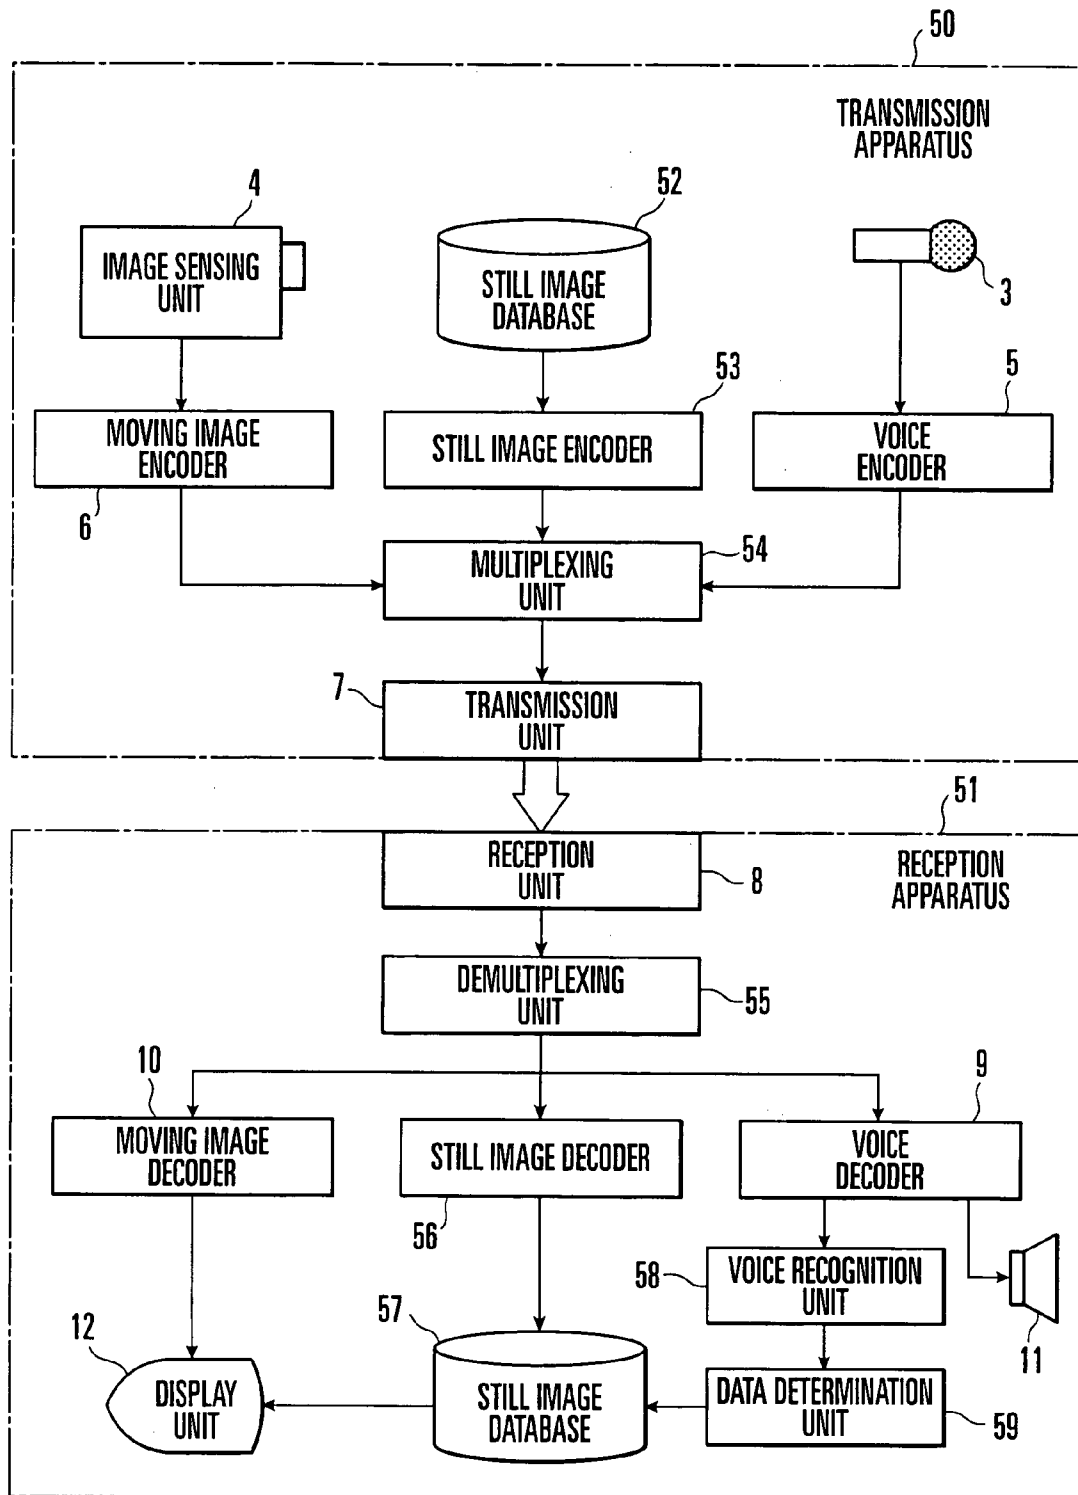 50
TRANSMISSION
APPARATUS
4
52
IMAGE SENSING
UNIT
STILL IMAGE
DATABASE
3
53
5
MOVING IMAGE
ENCODER
STILL IMAGE ENCODER
VOICE
ENCODER
6
54
MULTIPLEXING
UNIT
7
TRANSMISSION
UNIT
51
RECEPTION
UNIT
8
RECEPTION
APPARATUS
DEMULTIPLEXING
UNIT
55
10
9
MOVING IMAGE
DECODER
STILL IMAGE DECODER
VOICE
DECODER
56
58
VOICE RECOGNITION
UNIT
11
12
57
DISPLAY
UNIT
STILL IMAGE
DATABASE
DATA DETERMINATION
UNIT
59